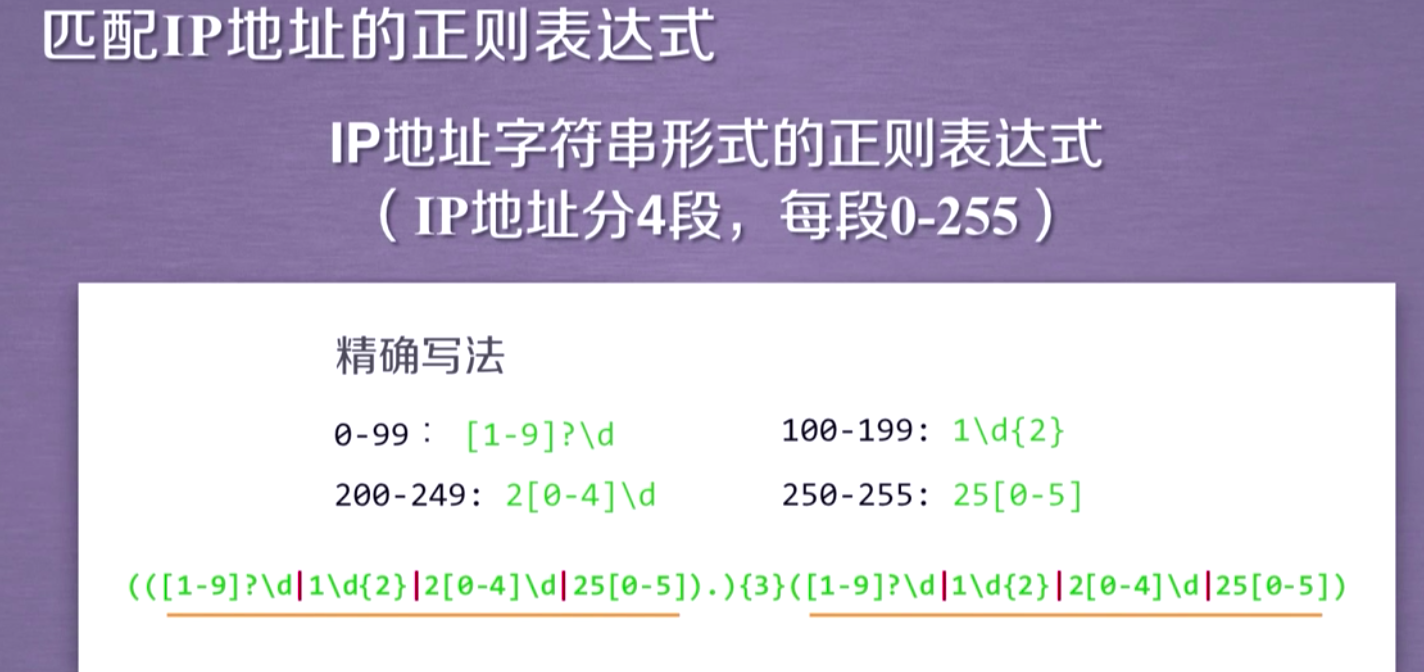 匹配IP地址的正则表达式
IP地址字符串形式的正则表达式
（IP地址分4段，每段0-255）
精确写法
0-99： [1-9]?\d 100-199: 1\d{2}
200-249: 2[0-4]\d 250-255: 25[0-5]
(([1-9]?\d|1\d{2}|2[0-4]\d|25[0-5]).){3}([1-9]?\d|1\d{2}|2[0-4]\d|25[0-5])